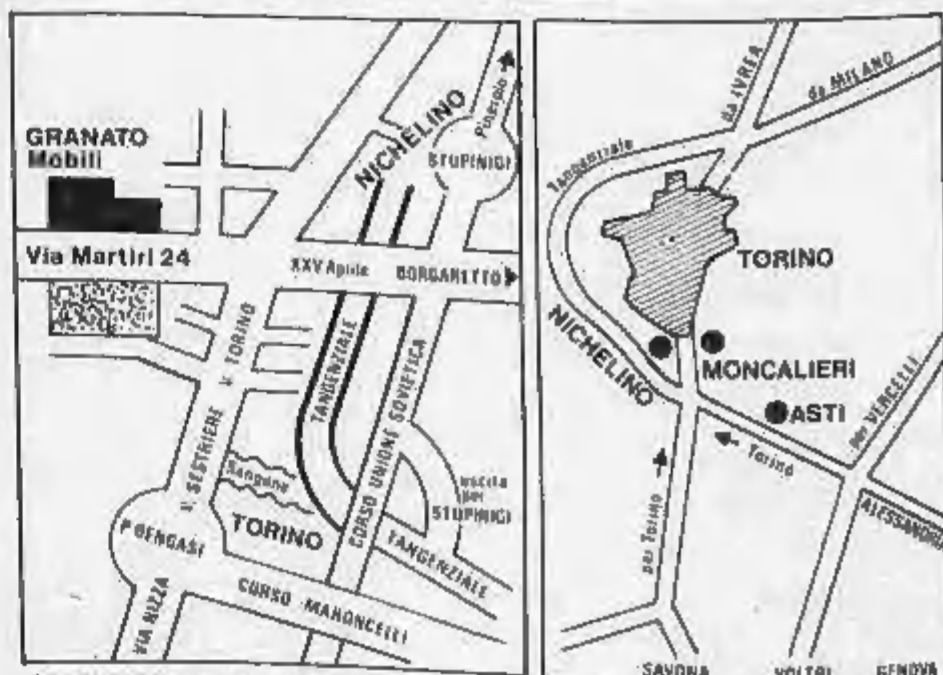 GRANATO
Mobili
Via Martiri 24
NICHELINO
Pinerolo
STUPINIGI
XXV Aprile
BORGARETTO
V. TORINO
TANGENZIALE
CORSO UNIONE SOVIETICA
V. SESTRIERE
Sangone
TORINO
uscita per
STUPINIGI
P. BENGASI
TANGENZIALE
CORSO MARONCELLI
VIA NIZZA
da IVREA
da MILANO
Tangenziale
TORINO
NICHELINO
MONCALIERI
ASTI
per VERCELLI
Torino
per Torino
ALESSANDRIA
SAVONA
VOLTRI
GENOVA